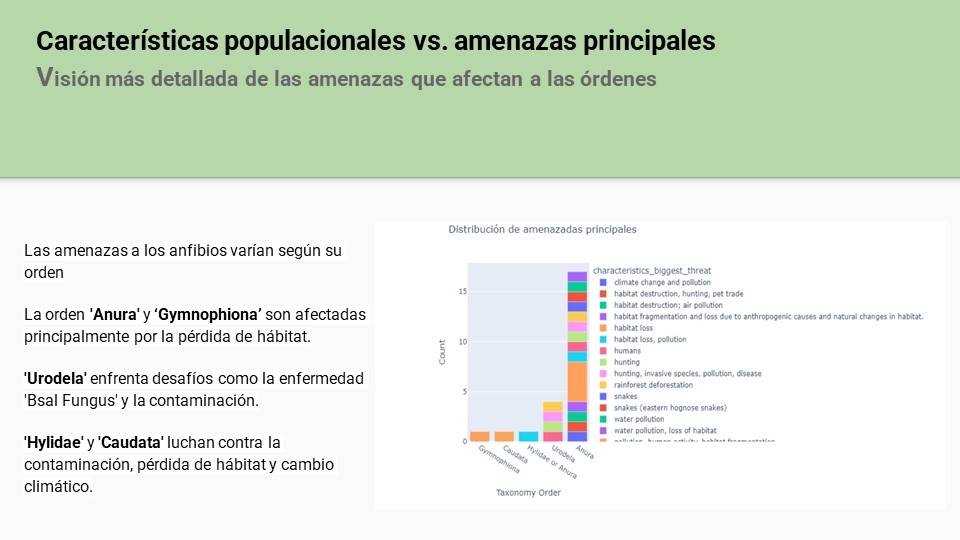 Características populacionales vs. amenazas principales
Visión más detallada de las amenazas que afectan a las órdenes
Las amenazas a los anfibios varían según su
orden
La orden 'Anura' y ‘Gymnophiona’ son afectadas
principalmente por la pérdida de hábitat.
'Urodela' enfrenta desafíos como la enfermedad
'Bsal Fungus' y la contaminación.
'Hylidae' y 'Caudata' luchan contra la
contaminación, pérdida de hábitat y cambio
climático.
Distribución de amenazadas principales
15
10
5
0
Count
Gymnophiona
Caudata
Hylidae or Anura
Urodela
Anura
Taxonomy Order
characteristics_biggest_threat
climate change and pollution
habitat destruction, hunting, pet trade
habitat destruction; air pollution
habitat fragmentation and loss due to anthropogenic causes and natural changes in habitat.
habitat loss
habitat loss, pollution
humans
hunting
hunting, invasive species, pollution, disease
rainforest deforestation
snakes
snakes (eastern hognose snakes)
water pollution
water pollution, loss of habitat
pollution, human activity, habitat fragmentation